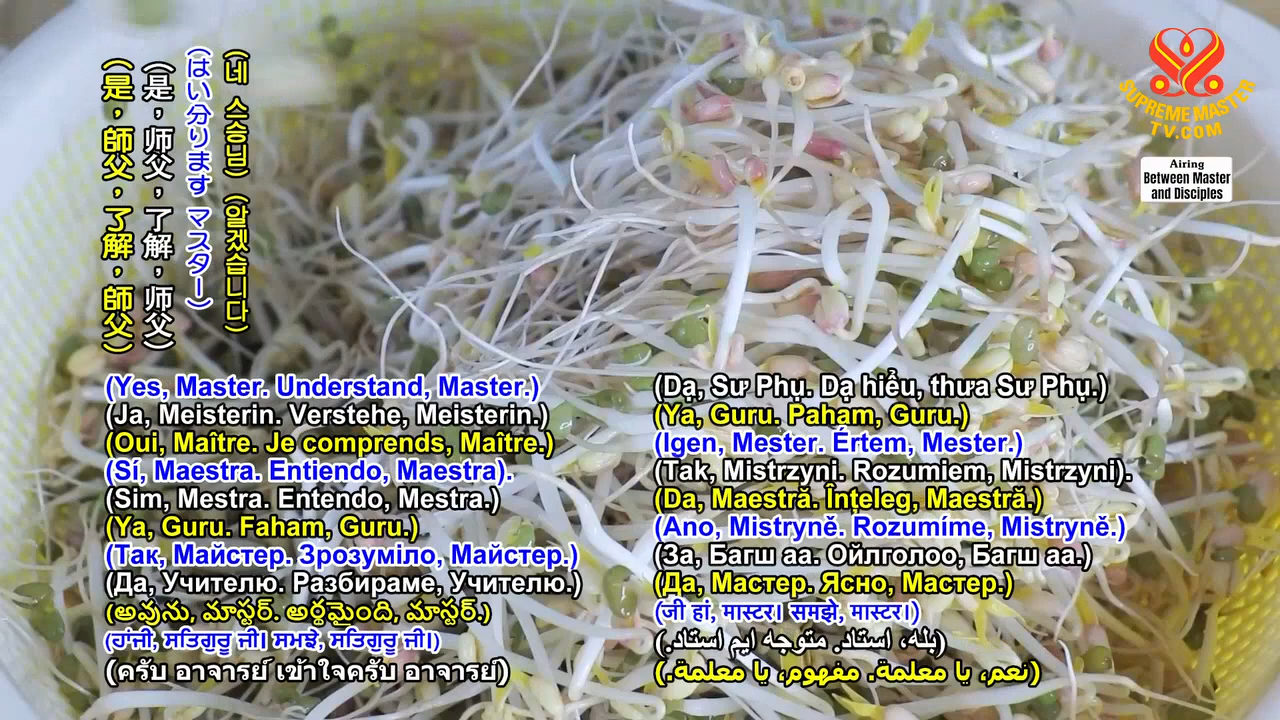 (네 스승님) (알겠습니다)
(はい分ります マスター)
(是，师父，了解，师父)
(是，師父，了解，師父)
(Yes, Master. Understand, Master.)
(Ja, Meisterin. Verstehe, Meisterin.)
(Oui, Maître. Je comprends, Maître.)
(Sí, Maestra. Entiendo, Maestra).
(Sim, Mestra. Entendo, Mestra.)
(Ya, Guru. Faham, Guru.)
(Так, Майстер. Зрозуміло, Майстер.)
(Да, Учителю. Разбираме, Учителю.)
(అవును, మాస్టర్. అర్థమైంది, మాస్టర్.)
(ਹਾਂਜੀ, ਸਤਿਗੁਰੂ ਜੀ। ਸਮਝੇ, ਸਤਿਗੁਰੂ ਜੀ।)
(ครับ อาจารย์ เข้าใจครับ อาจารย์)
(Dạ, Sư Phụ. Dạ hiểu, thưa Sư Phụ.)
(Ya, Guru. Paham, Guru.)
(Igen, Mester. Értem, Mester.)
(Tak, Mistrzyni. Rozumiem, Mistrzyni).
(Da, Maestră. Înțeleg, Maestră.)
(Ano, Mistryně. Rozumíme, Mistryně.)
(За, Багш аа. Ойлголоо, Багш аа.)
(Да, Мастер. Ясно, Мастер.)
(जी हां, मास्टर। समझे, मास्टर।)
(بله، استاد. متوجه ایم استاد.)
(نعم، يا معلمة. مفهوم، يا معلمة.)
SUPREME MASTER
TV.COM
Airing
Between Master
and Disciples